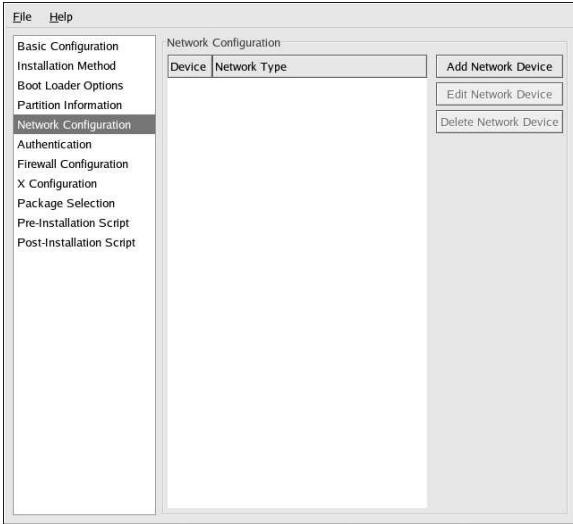 File Help
Basic Configuration
Installation Method
Boot Loader Options
Partition Information
Network Configuration
Authentication
Firewall Configuration
X Configuration
Package Selection
Pre-Installation Script
Post-Installation Script
Network Configuration
Device Network Type
Add Network Device
Edit Network Device
Delete Network Device